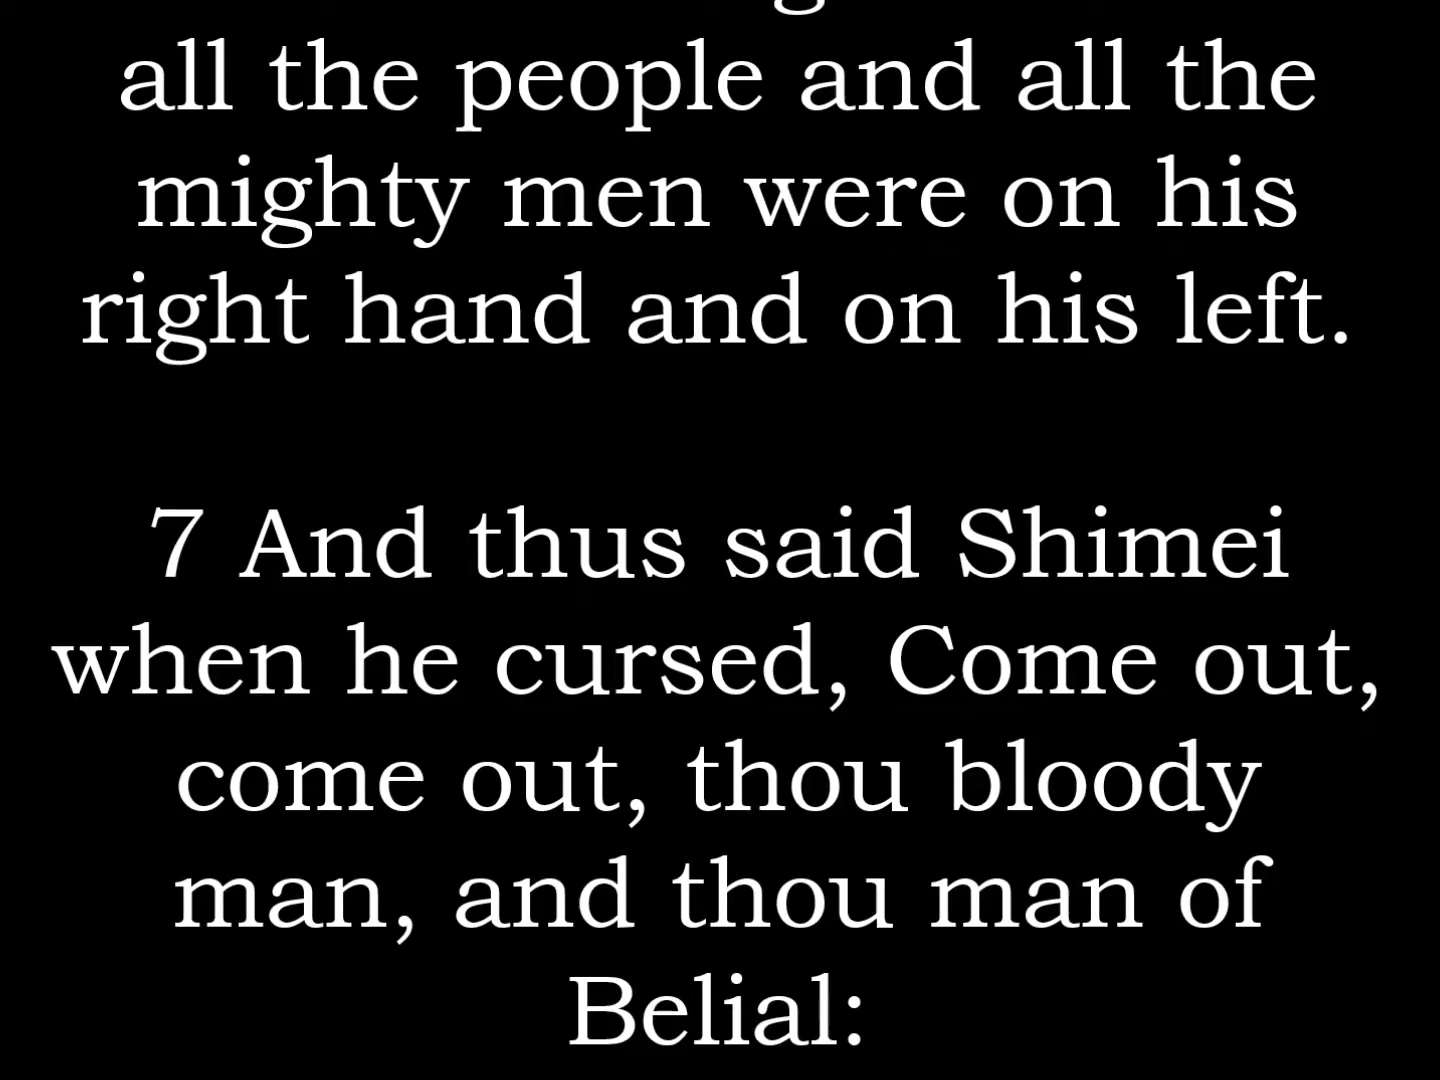 all the people and all the
mighty men were on his
right hand and on his left.
7 And thus said Shimei
when he cursed, Come out,
come out, thou bloody
man, and thou man of
Belial: